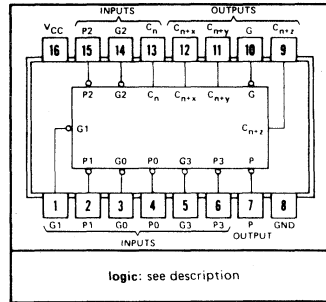 INPUTS OUTPUTS
VCC P2 G2 Cn Cn+x Cn+y G Cn+z
16 15 14 13 12 11 10 9
P2 G2 Cn Cn+x Cn+y G
G1 Cn+z
P1 G0 P0 G3 P3 P
1 2 3 4 5 6 7 8
G1 P1 G0 P0 G3 P3 P GND
INPUTS OUTPUT
logic: see description